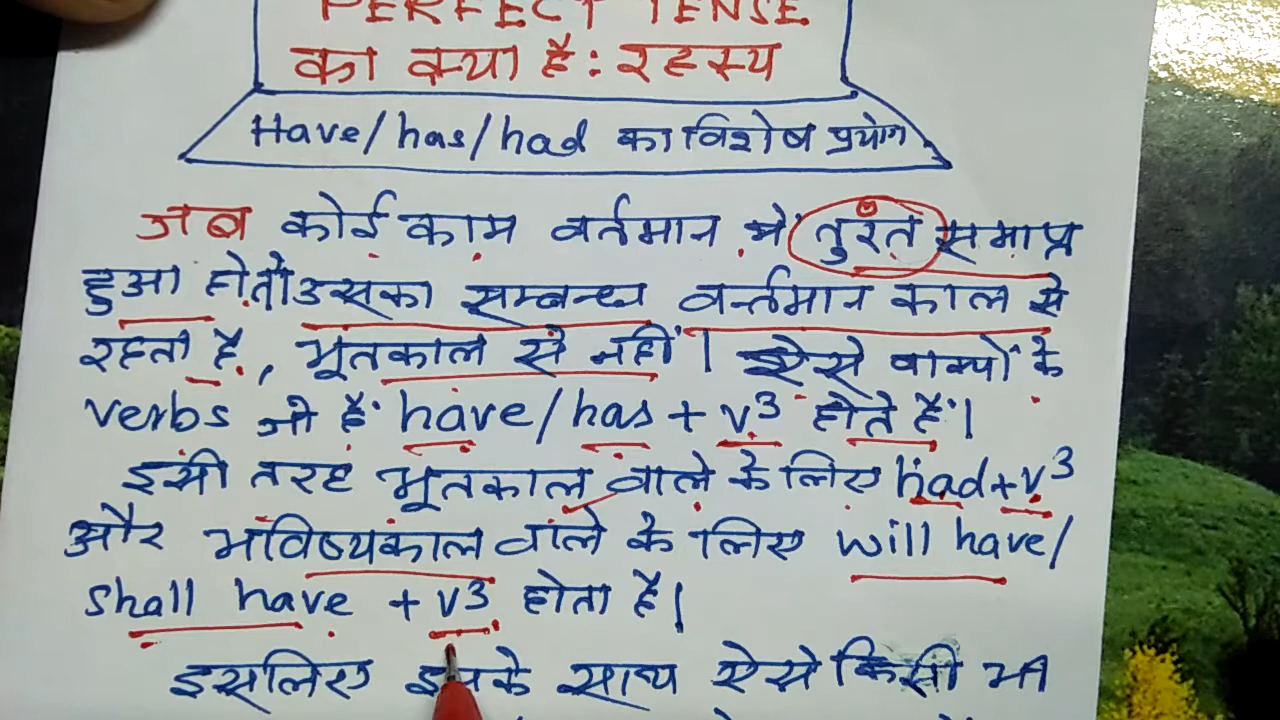 PERFECT TENSE
का क्या है : रहस्य
Have/has/had का विशेष प्रयोग
जब कोई काम वर्तमान में तुरंत समाप्त
हुआ हो तो उसका सम्बन्ध वर्त्तमान काल से
रहता है, भूतकाल से नहीं। ऐसे वाक्यों के
verbs जो हैं have/has + v3 होते हैं।
इसी तरह भूतकाल वाले के लिए had+v3
और भविष्यकाल वाले के लिए will have/
shall have + v3 होता है।
इसलिए इसके साथ ऐसे किसी भी